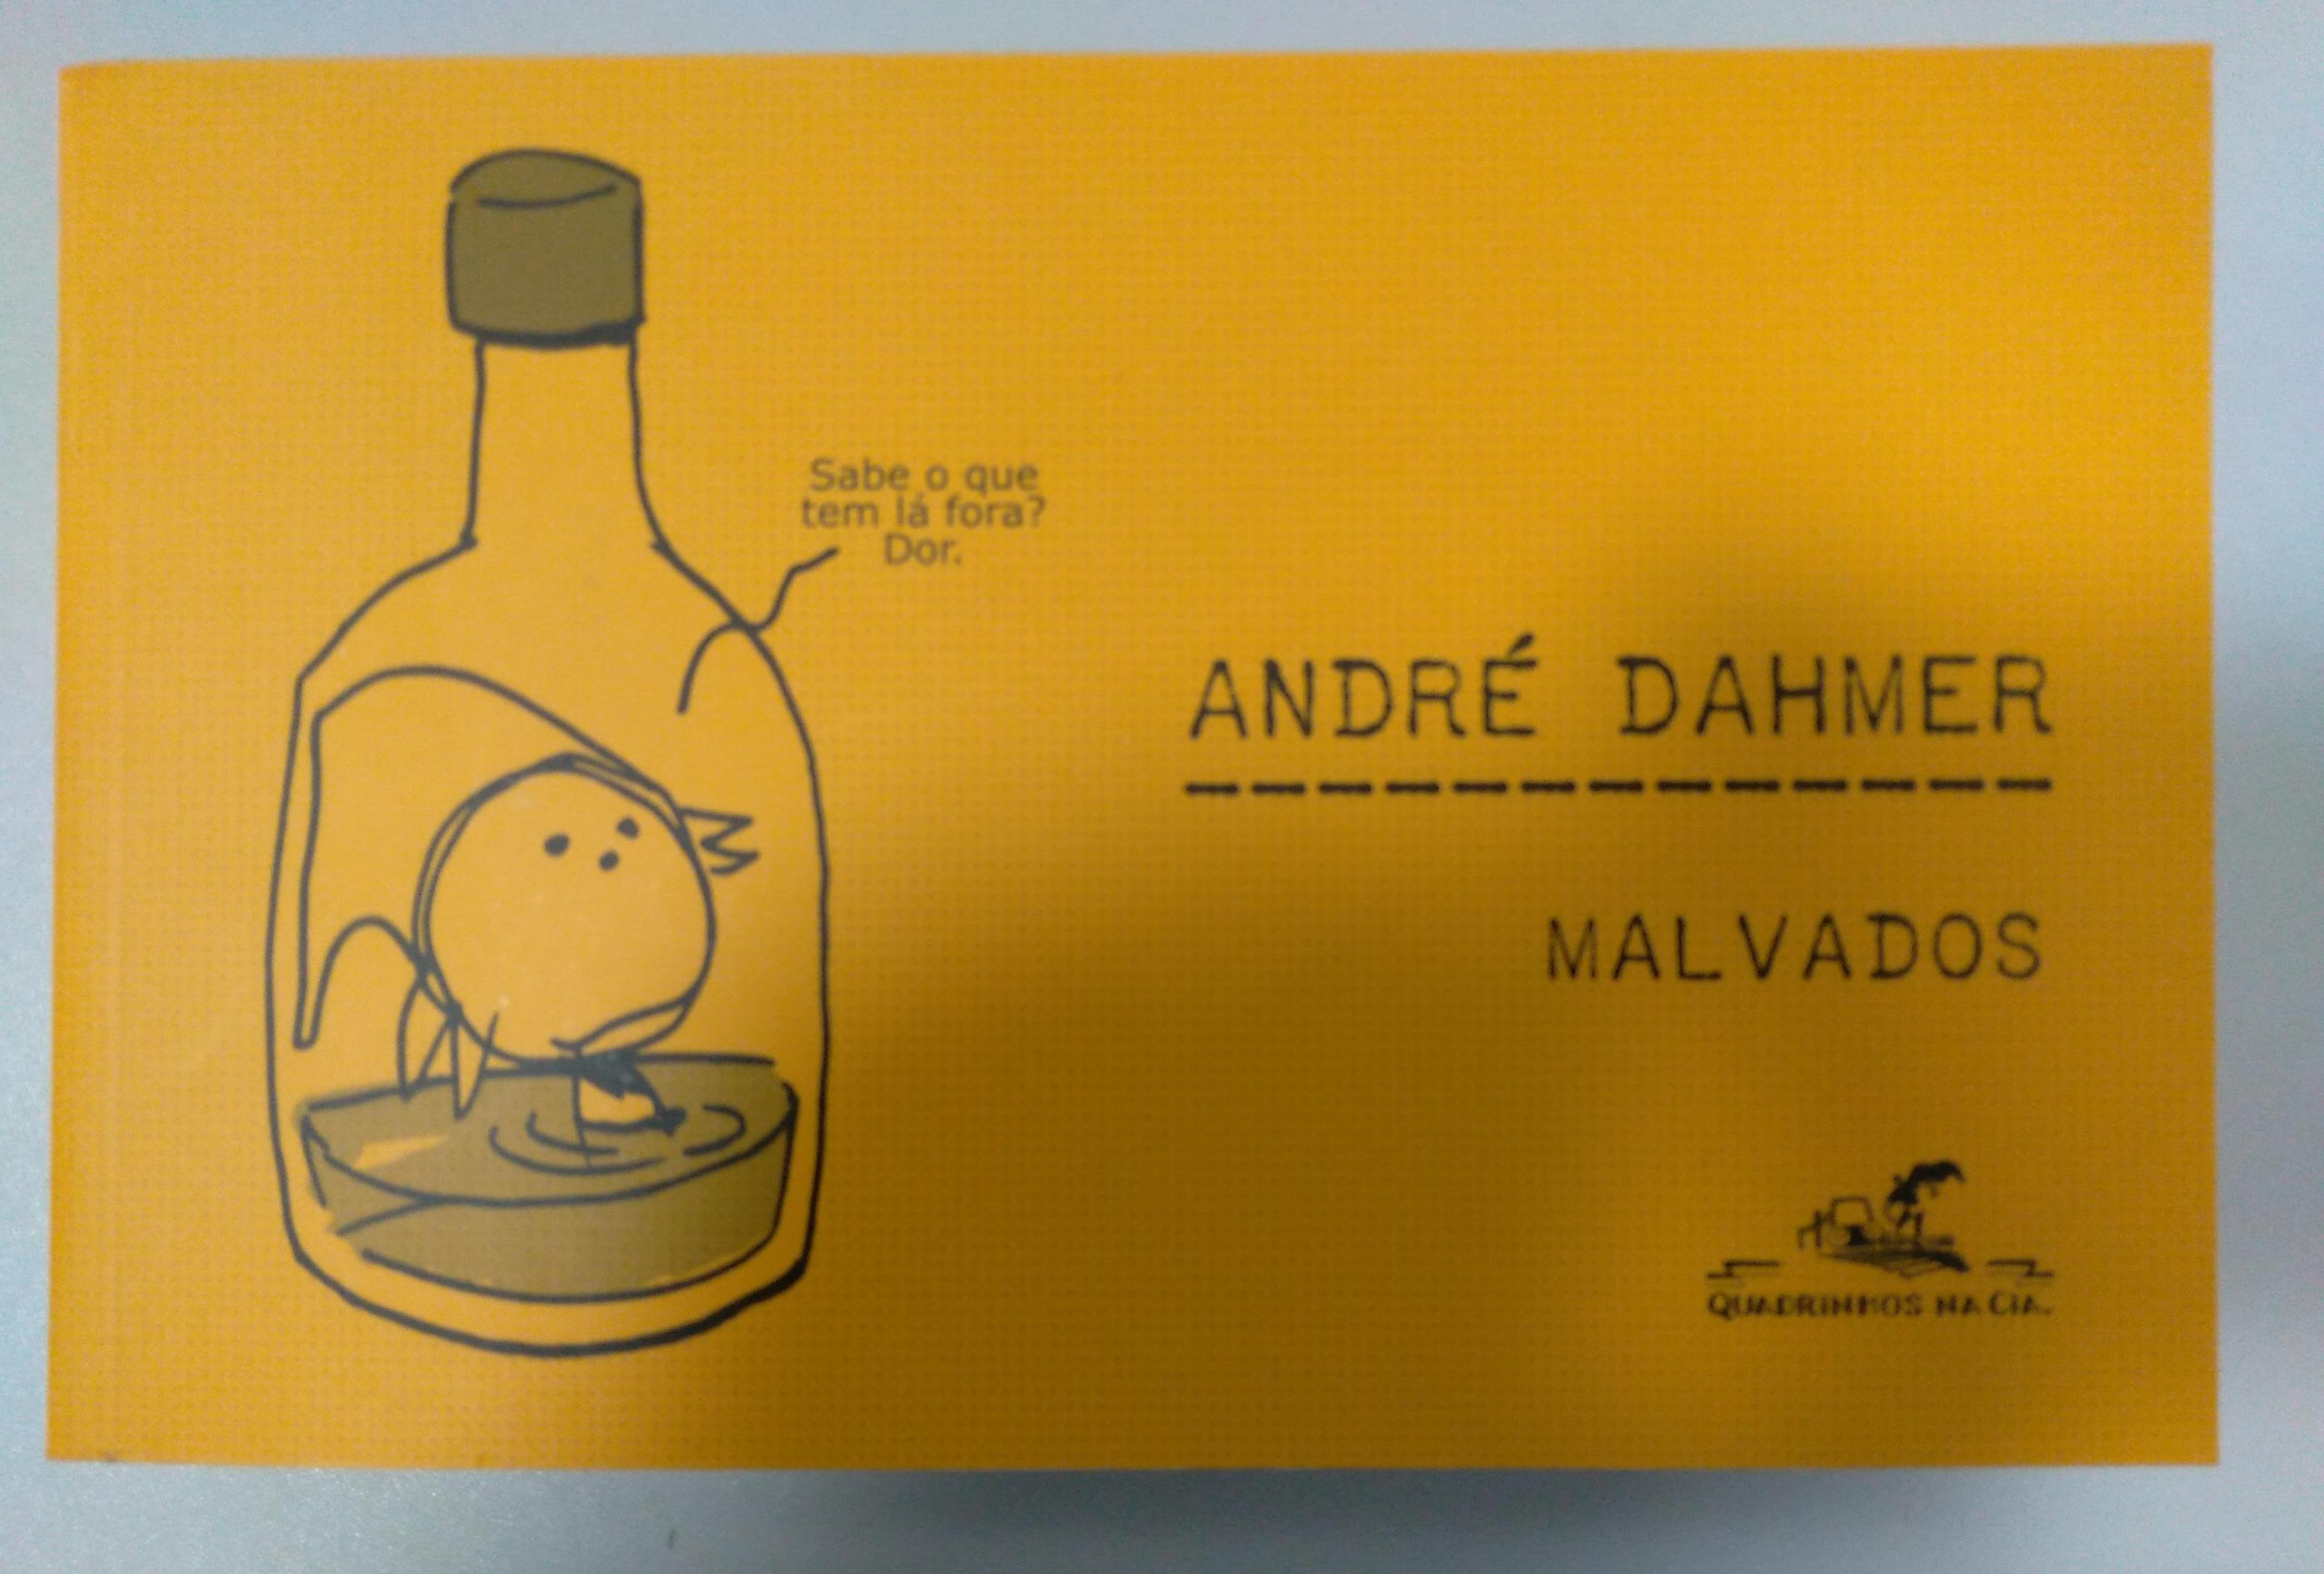 Sabe o que
tem lá fora?
Dor.
ANDRÉ DAHMER
MALVADOS
QUADRINHOS NA CIA.